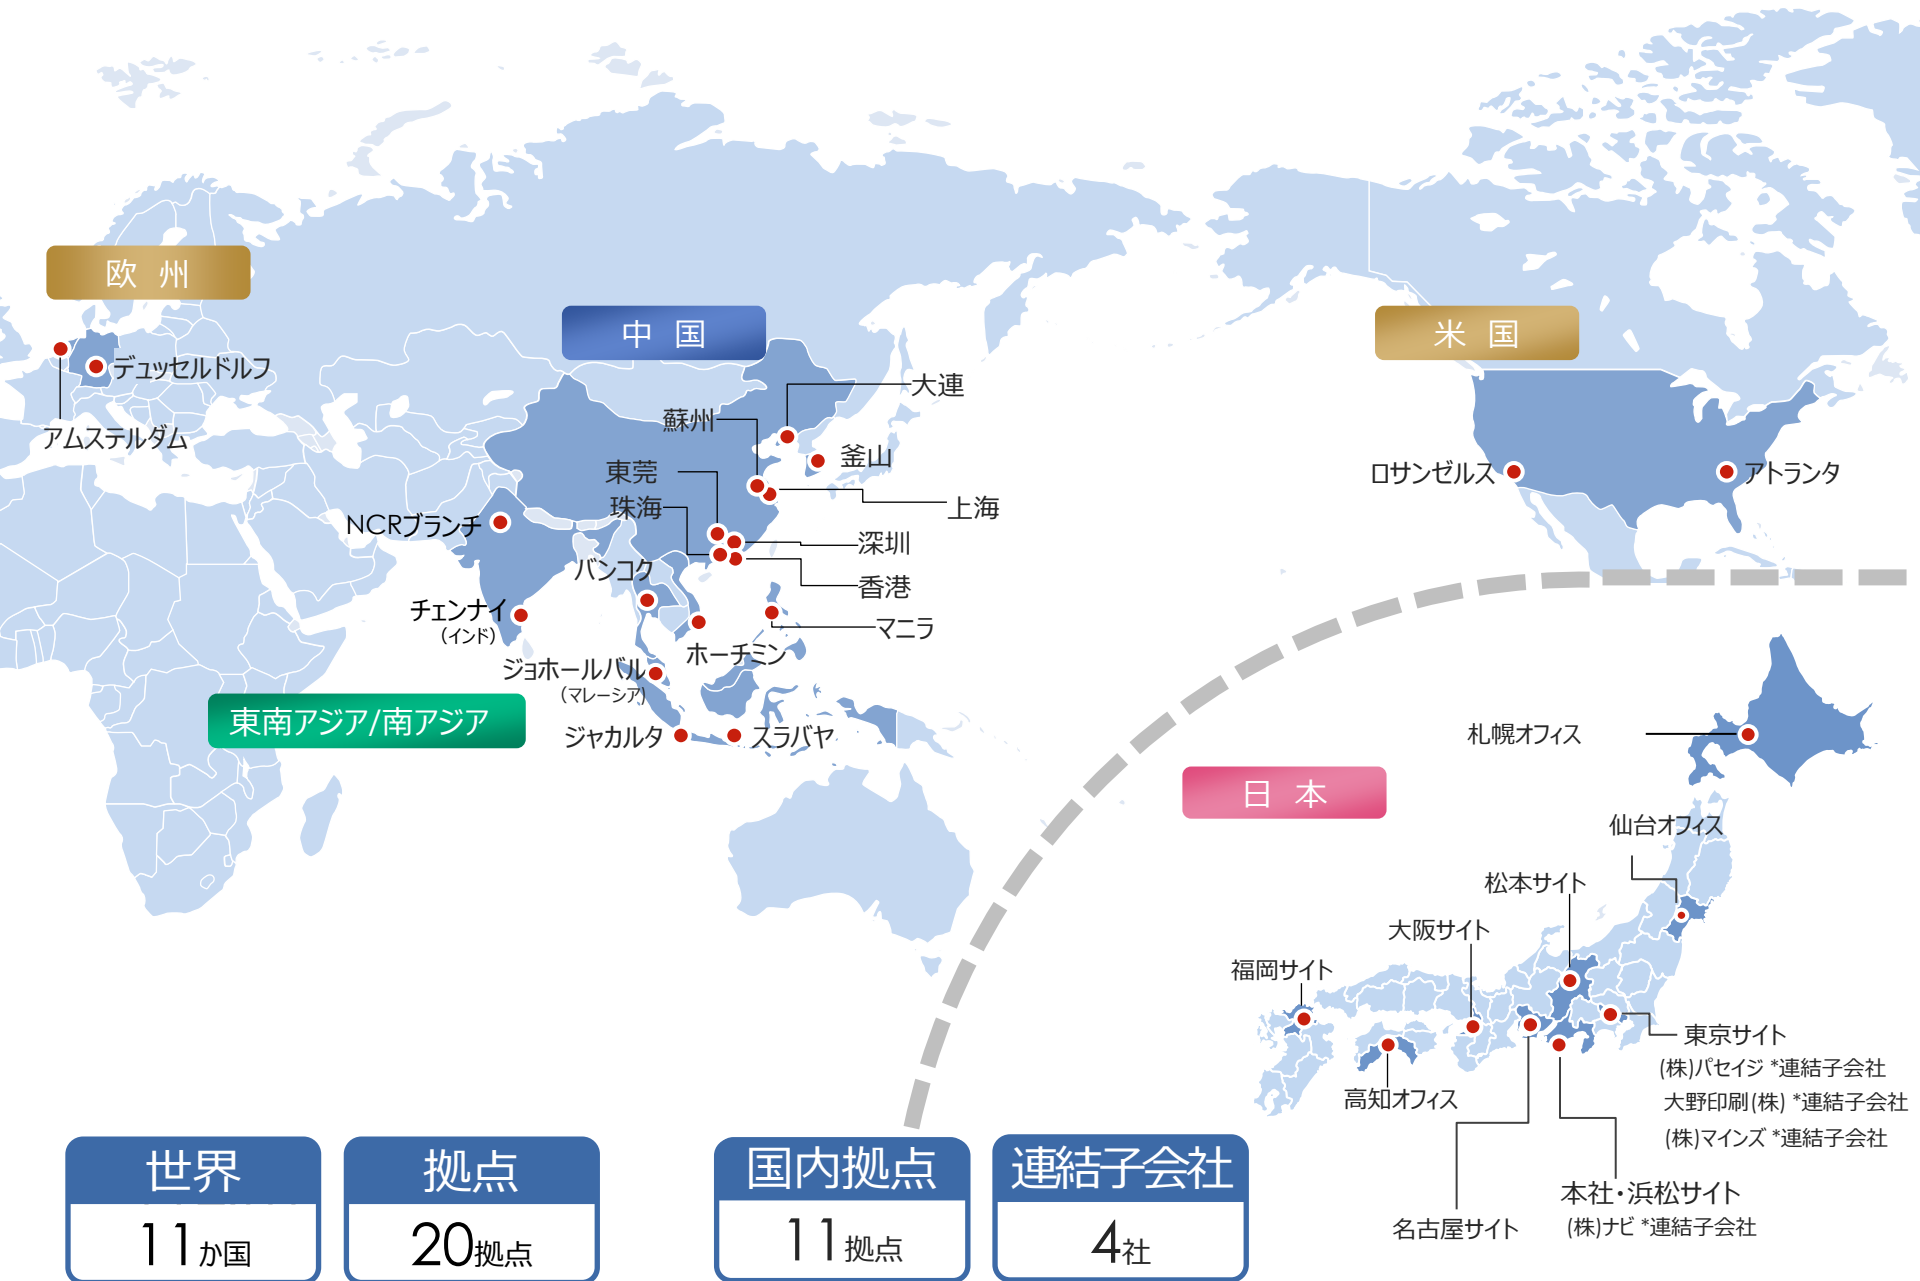 欧 州
デュッセルドルフ
アムステルダム
中 国
大連
蘇州
釜山
東莞
珠海
上海
深圳
香港
NCRブランチ
バンコク
チェンナイ
(インド)
マニラ
ホーチミン
ジョホールバル
(マレーシア)
東南アジア/南アジア
ジャカルタ
スラバヤ
米 国
ロサンゼルス
アトランタ
日 本
札幌オフィス
仙台オフィス
松本サイト
大阪サイト
福岡サイト
東京サイト
(株)パセイジ *連結子会社
大野印刷(株) *連結子会社
(株)マインズ *連結子会社
高知オフィス
本社・浜松サイト
(株)ナビ *連結子会社
名古屋サイト
世界
11か国
拠点
20拠点
国内拠点
11拠点
連結子会社
4社